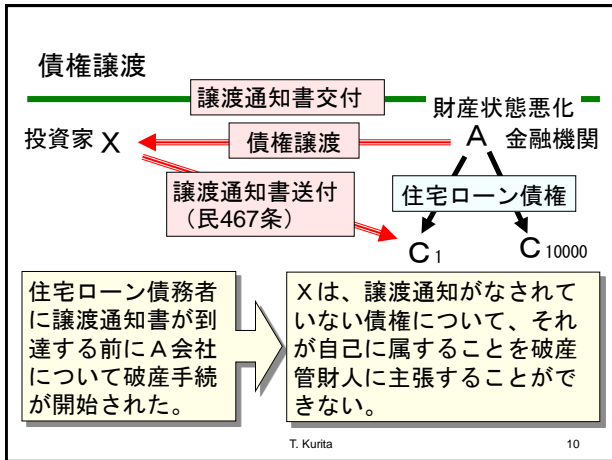 債権譲渡
譲渡通知書交付
財産状態悪化
投資家 X
債権譲渡
A 金融機関
譲渡通知書送付
（民467条）
住宅ローン債権
C1
C10000
住宅ローン債務者
に譲渡通知書が到
達する前にＡ会社
について破産手続
が開始された。
Ｘは、譲渡通知がなされて
いない債権について、それ
が自己に属することを破産
管財人に主張することがで
きない。
T. Kurita
10